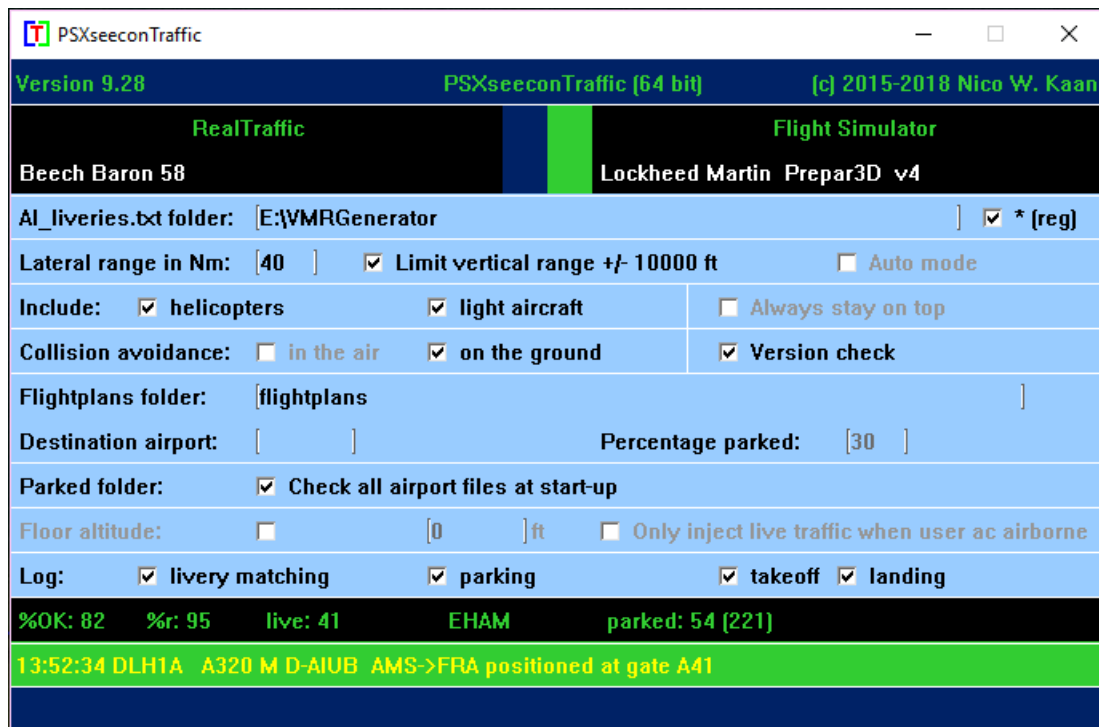 [T] PSXseeconTraffic
Version 9.28 PSXseeconTraffic (64 bit) (c) 2015-2018 Nico W. Kaan
RealTraffic Flight Simulator
Beech Baron 58 Lockheed Martin Prepar3D v4
AI_liveries.txt folder: [E:\VMRGenerator ] * (reg)
Lateral range in Nm: [40 ] Limit vertical range +/- 10000 ft Auto mode
Include: helicopters light aircraft Always stay on top
Collision avoidance: in the air on the ground Version check
Flightplans folder: [flightplans ]
Destination airport: [ ] Percentage parked: [30 ]
Parked folder: Check all airport files at start-up
Floor altitude: [0 ] ft Only inject live traffic when user ac airborne
Log: livery matching parking takeoff landing
%OK: 82 %r: 95 live: 41 EHAM parked: 54 (221)
13:52:34 DLH1A A320 M D-AIUB AMS->FRA positioned at gate A41